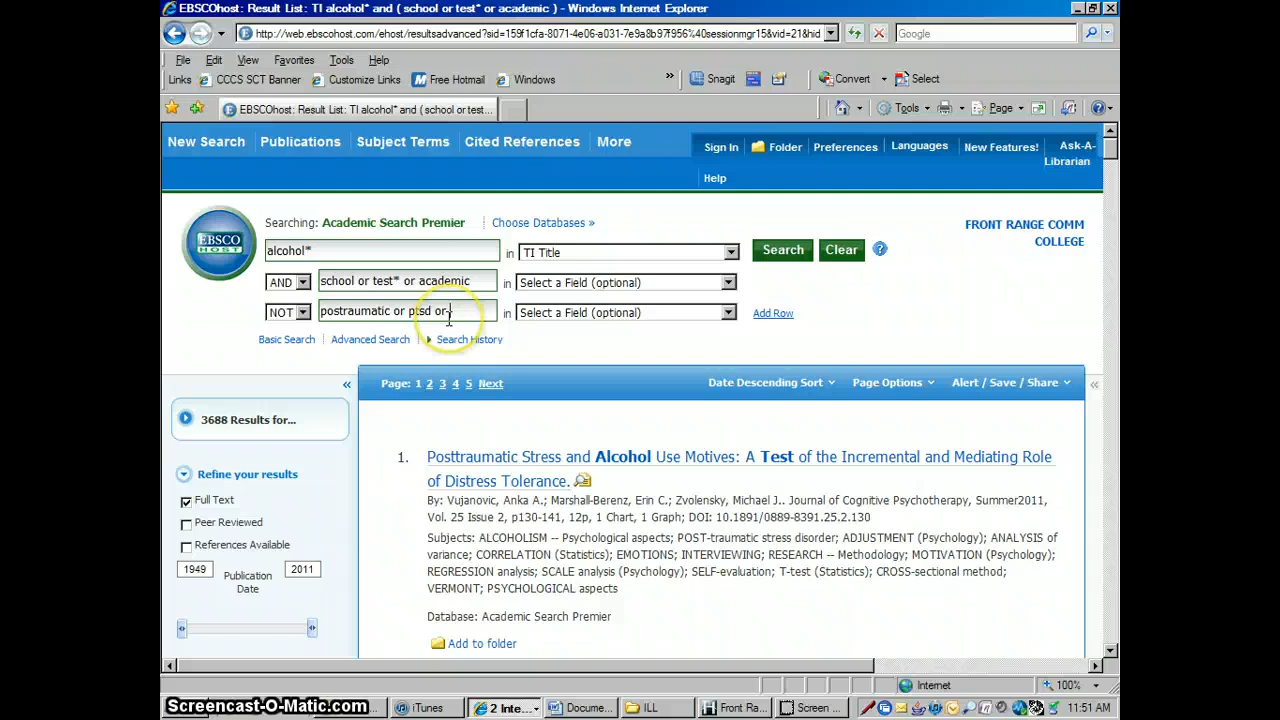 EBSCOhost: Result List: TI alcohol* and ( school or test* or academic ) - Windows Internet Explorer
http://web.ebscohost.com/ehost/resultsadvanced?sid=159f1cfa-8071-4e06-a031-7e9a8b97f956%40sessionmgr15&vid=21&hid
Google
File Edit View Favorites Tools Help
Links CCCS SCT Banner Customize Links Free Hotmail Windows » Snagit Convert Select
EBSCOhost: Result List: TI alcohol* and ( school or test... Tools Page
New Search Publications Subject Terms Cited References More
Sign In Folder Preferences Languages New Features! Ask-A-Librarian
Help
Searching: Academic Search Premier Choose Databases »
FRONT RANGE COMM
COLLEGE
EBSCO
HOST
alcohol* in TI Title Search Clear
AND school or test* or academic in Select a Field (optional)
NOT postraumatic or ptsd or in Select a Field (optional) Add Row
Basic Search Advanced Search Search History
« Page: 1 2 3 4 5 Next Date Descending Sort Page Options Alert / Save / Share «
3688 Results for...
Refine your results
Full Text
Peer Reviewed
References Available
1949 Publication Date 2011
1. Posttraumatic Stress and Alcohol Use Motives: A Test of the Incremental and Mediating Role
of Distress Tolerance.
By: Vujanovic, Anka A.; Marshall-Berenz, Erin C.; Zvolensky, Michael J.. Journal of Cognitive Psychotherapy, Summer2011,
Vol. 25 Issue 2, p130-141, 12p, 1 Chart, 1 Graph; DOI: 10.1891/0889-8391.25.2.130
Subjects: ALCOHOLISM -- Psychological aspects; POST-traumatic stress disorder; ADJUSTMENT (Psychology); ANALYSIS of
variance; CORRELATION (Statistics); EMOTIONS; INTERVIEWING; RESEARCH -- Methodology; MOTIVATION (Psychology);
REGRESSION analysis; SCALE analysis (Psychology); SELF-evaluation; T-test (Statistics); CROSS-sectional method;
VERMONT; PSYCHOLOGICAL aspects
Database: Academic Search Premier
Add to folder
Internet 100%
Screencast-O-Matic.com iTunes 2 Inte... Docume... ILL Front Ra... Screen ... 11:51 AM